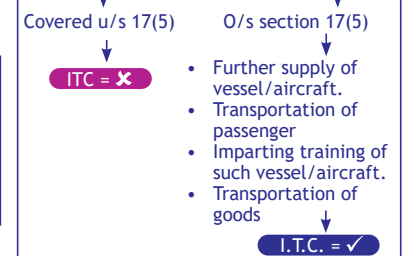 Covered u/s 17(5)
O/s section 17(5)
ITC = ✘
• Further supply of
vessel/aircraft.
• Transportation of
passenger
• Imparting training of
such vessel/aircraft.
• Transportation of
goods
I.T.C. = ✓